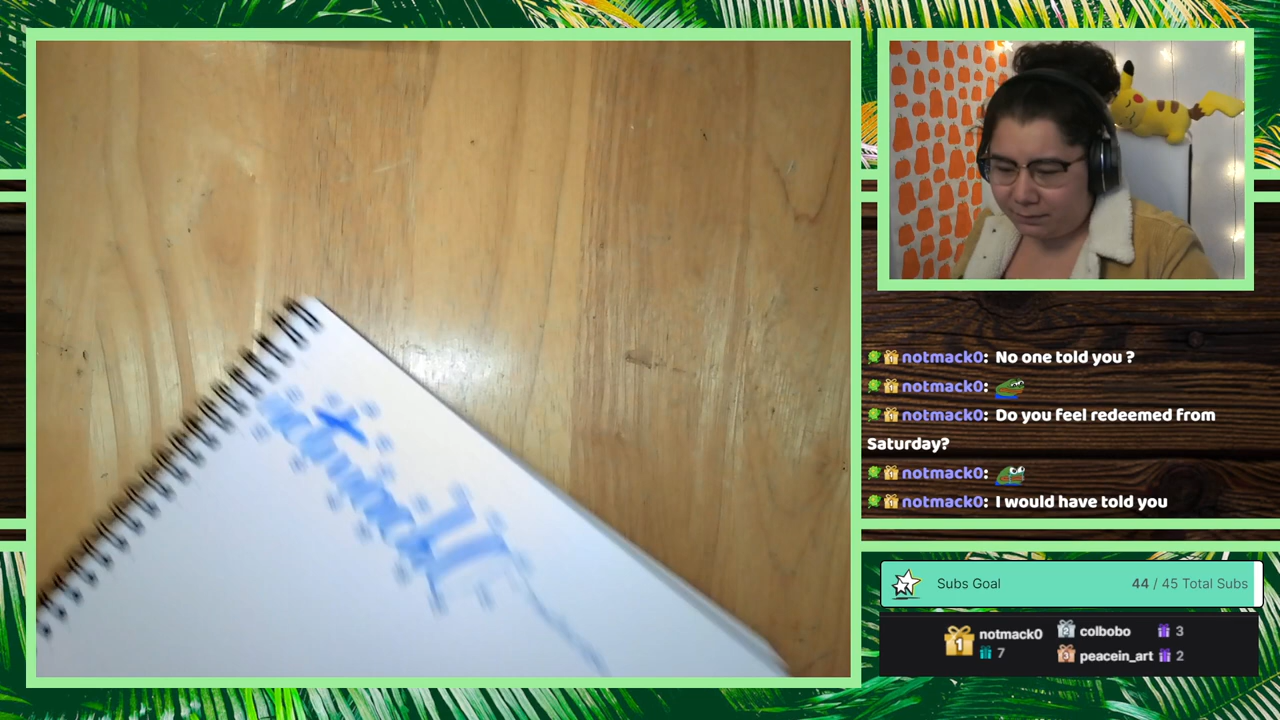 notmack0: No one told you ?
notmack0:
notmack0: Do you feel redeemed from
Saturday?
notmack0:
notmack0: I would have told you
Subs Goal 44 / 45 Total Subs
1 notmack0 7
colbobo 3
peacein_art 2